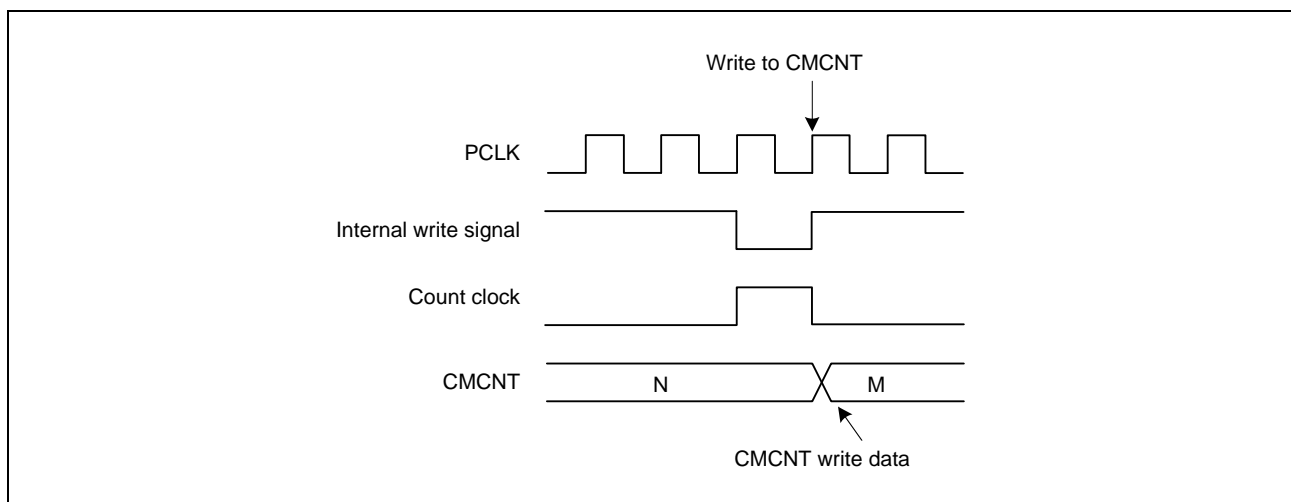 Write to CMCNT
PCLK
Internal write signal
Count clock
CMCNT
N
M
CMCNT write data